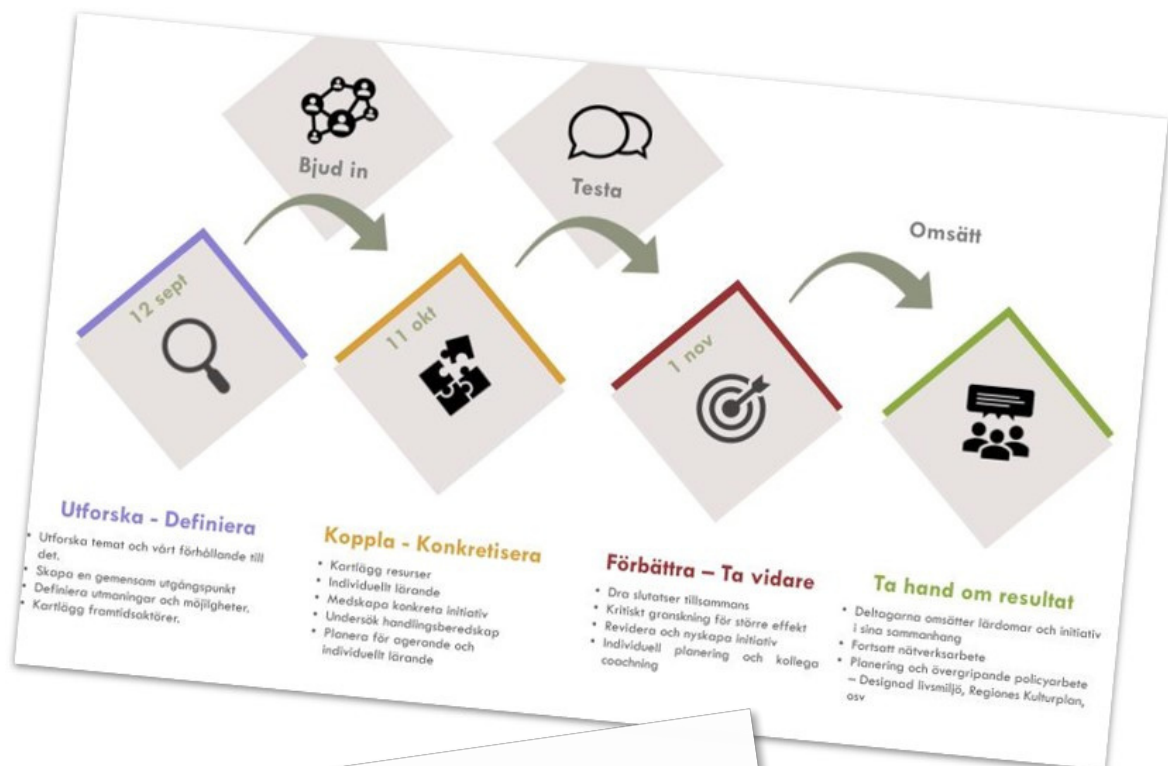 Bjud in
Testa
Omsätt
12 sept
11 okt
1 nov
Utforska - Definiera
• Utforska temat och vårt förhållande till
det.
• Skapa en gemensam utgångspunkt
• Definiera utmaningar och möjligheter.
• Kartlägg framtidsaktörer.
Koppla - Konkretisera
• Kartlägg resurser
• Individuellt lärande
• Medskapa konkreta initiativ
• Undersök handlingsberedskap
• Planera för agerande och
individuellt lärande
Förbättra – Ta vidare
• Dra slutatser tillsammans
• Kritiskt granskning för större effekt
• Revidera och nyskapa initiativ
• Individuell planering och kollega
coachning
Ta hand om resultat
• Deltagarna omsätter lärdomar och initiativ
i sina sammanhang
• Fortsatt nätverksarbete
• Planering och övergripande policyarbete
– Designad livsmiljö, Regiones Kulturplan,
osv